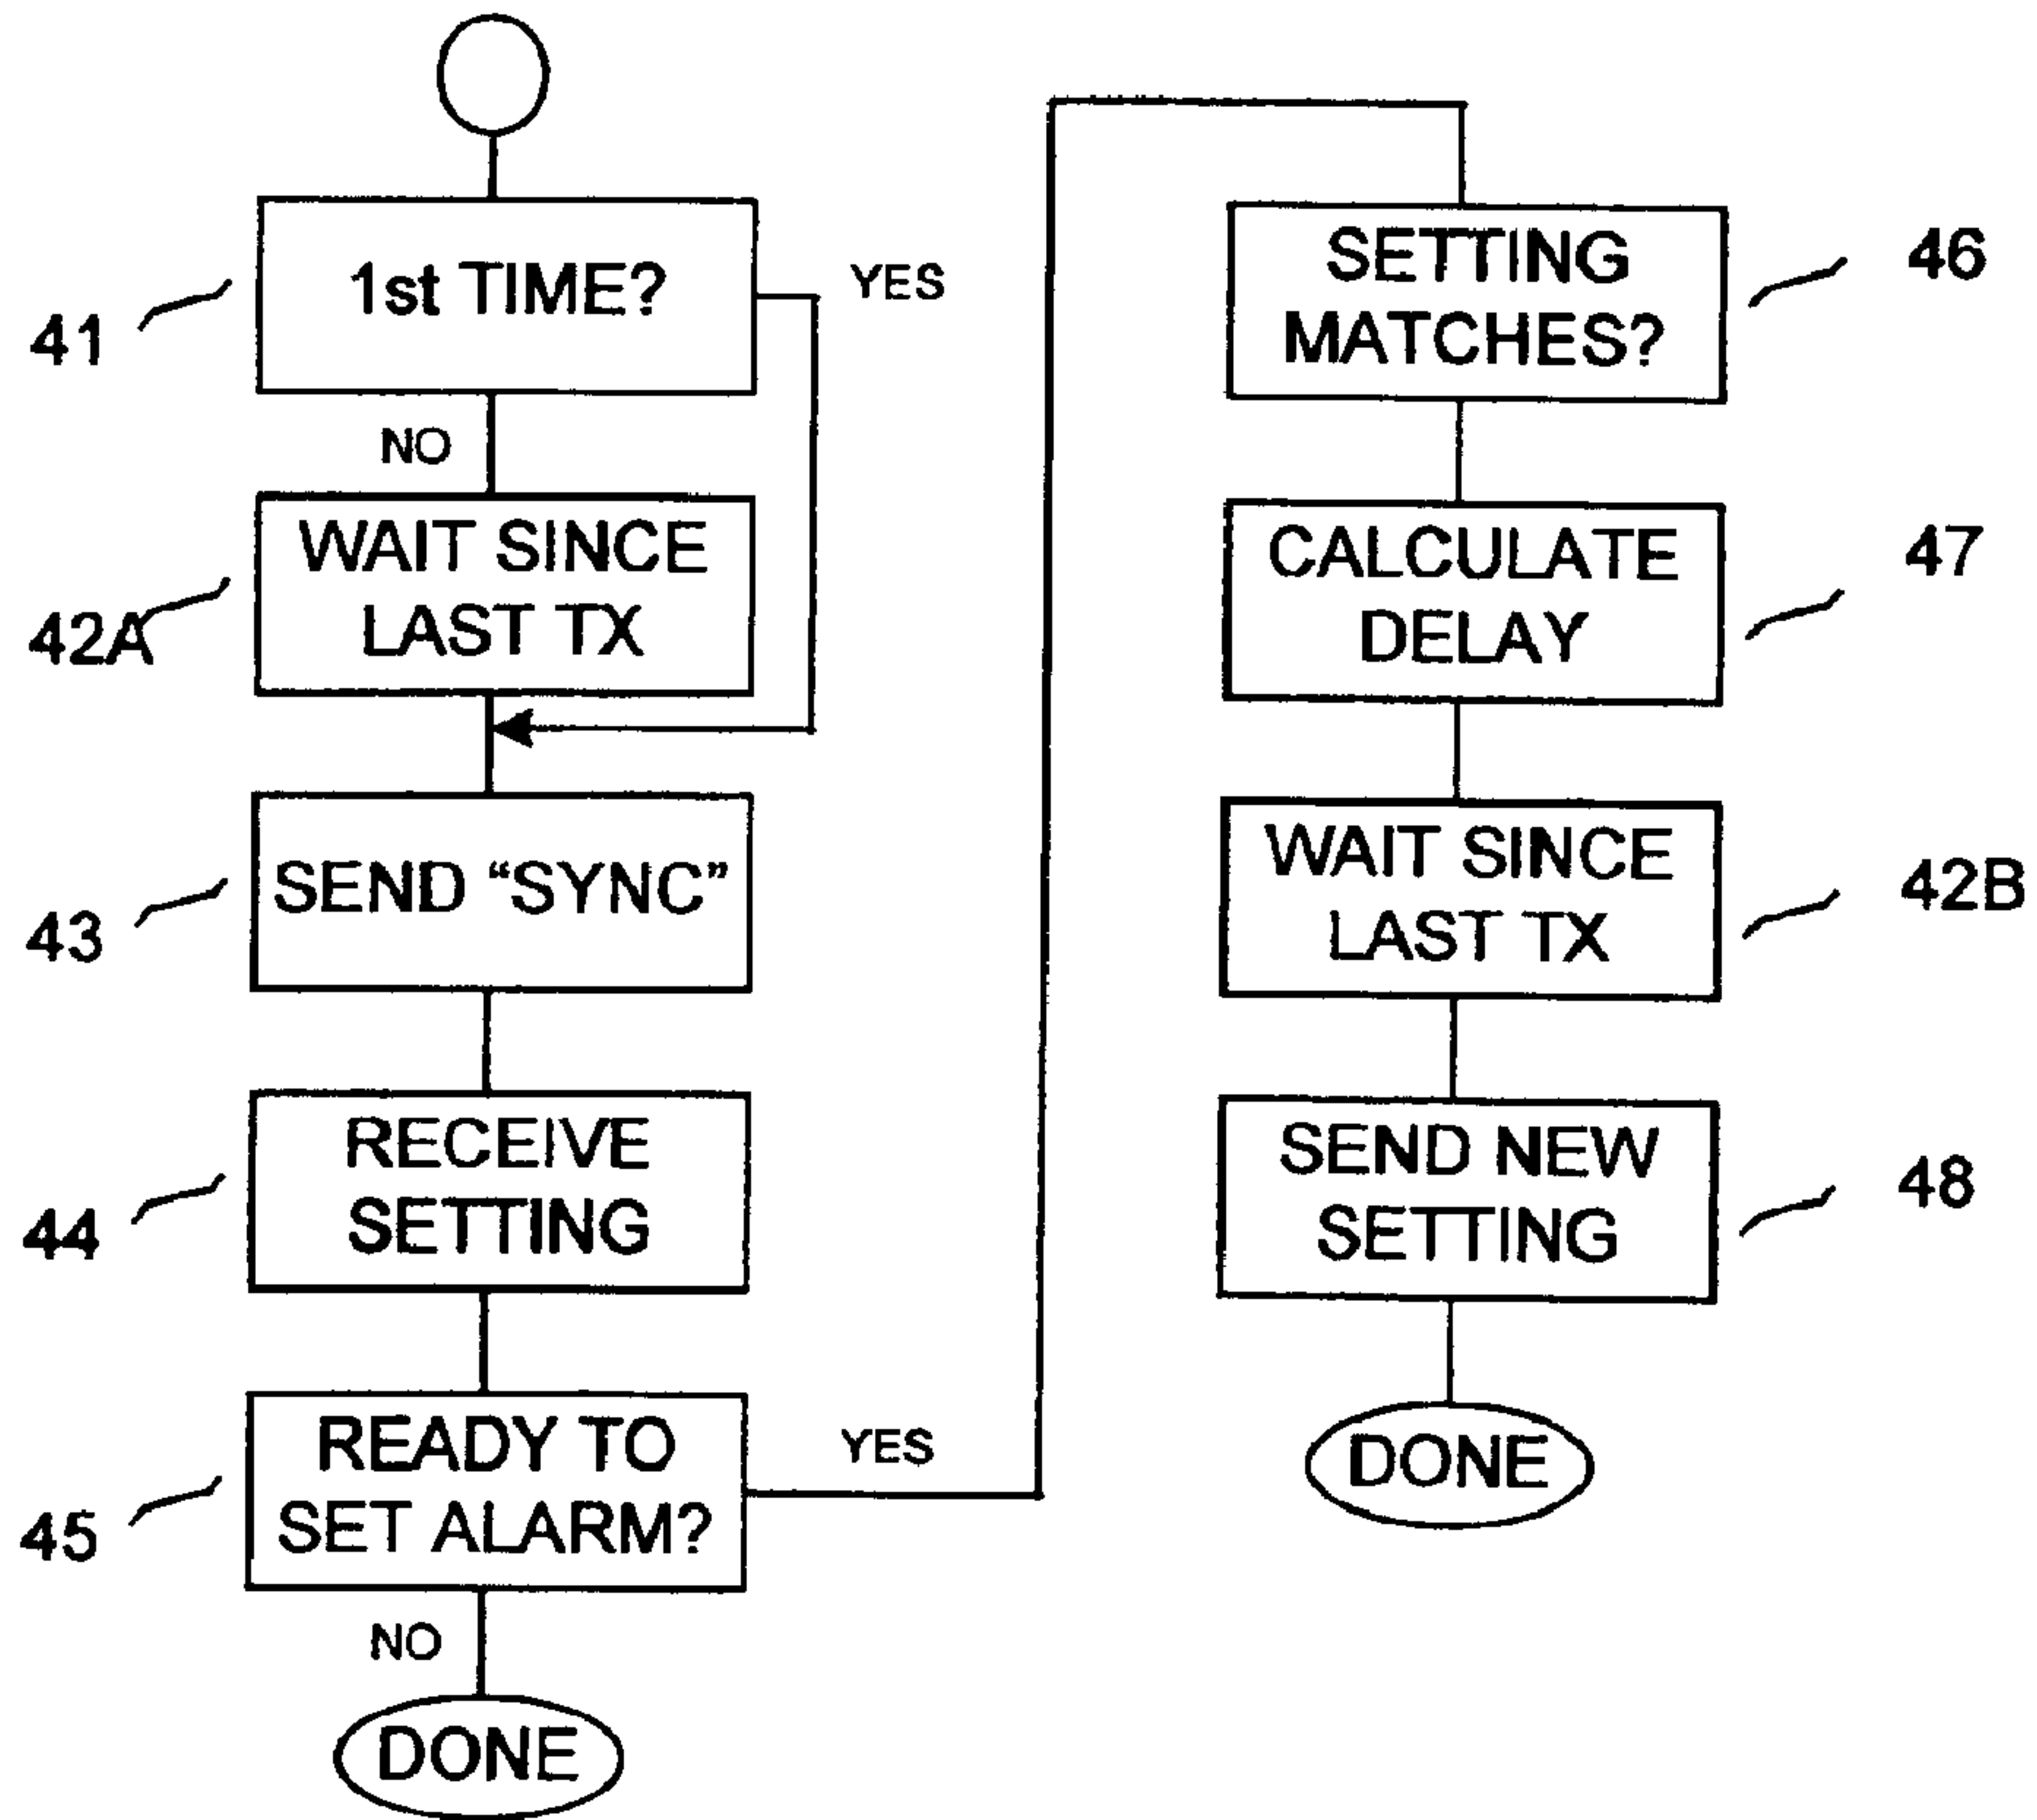 1st TIME?
YES
41
NO
WAIT SINCE
LAST TX
42A
SEND “SYNC”
43
RECEIVE
SETTING
44
READY TO
SET ALARM?
YES
45
NO
DONE
SETTING
MATCHES?
46
CALCULATE
DELAY
47
WAIT SINCE
LAST TX
42B
SEND NEW
SETTING
48
DONE